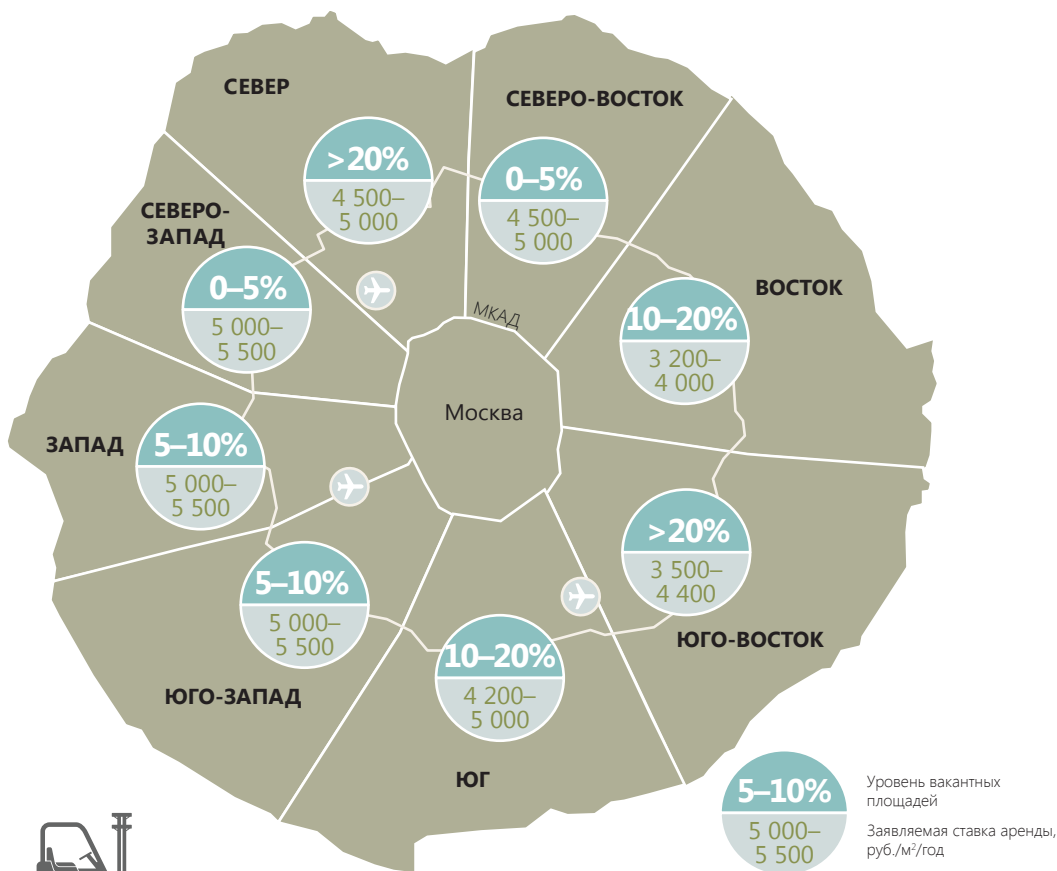 СЕВЕР
>20%
4 500–
5 000
СЕВЕРО-ВОСТОК
0–5%
4 500–
5 000
СЕВЕРО-
ЗАПАД
0–5%
5 000–
5 500
ВОСТОК
10–20%
3 200–
4 000
МКАД
Москва
ЗАПАД
5–10%
5 000–
5 500
>20%
3 500–
4 400
ЮГО-ВОСТОК
5–10%
5 000–
5 500
ЮГО-ЗАПАД
10–20%
4 200–
5 000
ЮГ
5–10%
5 000–
5 500
Уровень вакантных
площадей
Заявляемая ставка аренды,
руб./м²/год